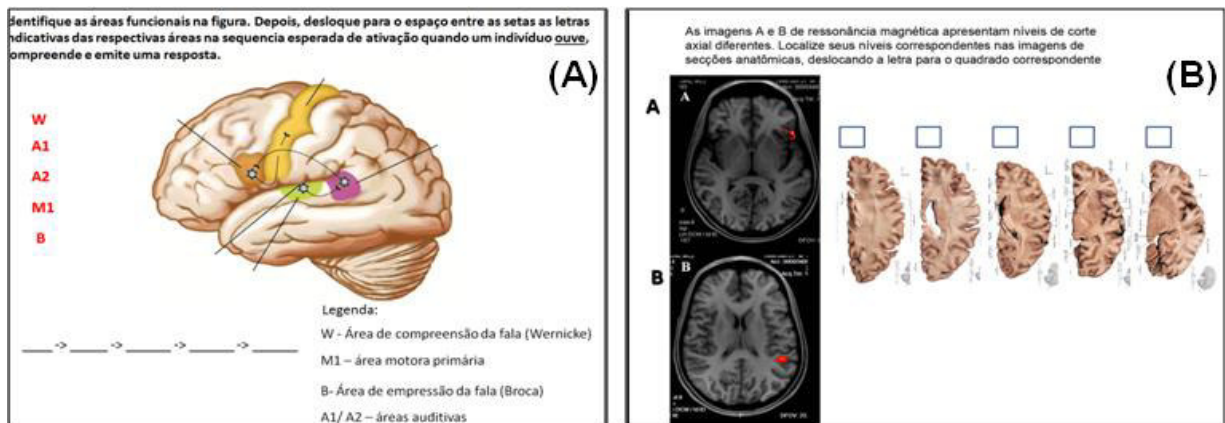 dentifique as áreas funcionais na figura. Depois, desloque para o espaço entre as setas as letras
ndicativas das respectivas áreas na sequencia esperada de ativação quando um indivíduo ouve,
ompreende e emite uma resposta.
(A)
W
A1
A2
M1
B
Legenda:
W - Área de compreensão da fala (Wernicke)
____ -> _____ -> _____ -> _____ -> ______
M1 – área motora primária
B- Área de empressão da fala (Broca)
A1/ A2 – áreas auditivas
As imagens A e B de ressonância magnética apresentam níveis de corte
axial diferentes. Localize seus níveis correspondentes nas imagens de
secções anatômicas, deslocando a letra para o quadrado correspondente
(B)
A
A
B
B